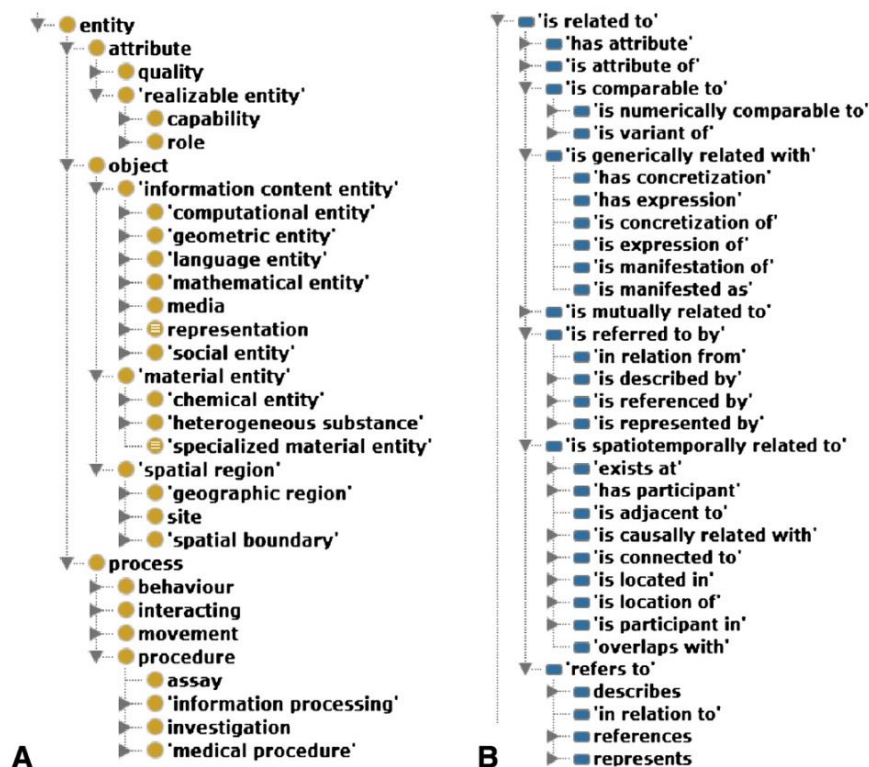 entity
attribute
quality
'realizable entity'
capability
role
object
'information content entity'
'computational entity'
'geometric entity'
'language entity'
'mathematical entity'
media
representation
'social entity'
'material entity'
'chemical entity'
'heterogeneous substance'
'specialized material entity'
'spatial region'
'geographic region'
site
'spatial boundary'
process
behaviour
interacting
movement
procedure
assay
'information processing'
investigation
'medical procedure'
A
'is related to'
'has attribute'
'is attribute of'
'is comparable to'
'is numerically comparable to'
'is variant of'
'is generically related with'
'has concretization'
'has expression'
'is concretization of'
'is expression of'
'is manifestation of'
'is manifested as'
'is mutually related to'
'is referred to by'
'in relation from'
'is described by'
'is referenced by'
'is represented by'
'is spatiotemporally related to'
'exists at'
'has participant'
'is adjacent to'
'is causally related with'
'is connected to'
'is located in'
'is location of'
'is participant in'
'overlaps with'
'refers to'
describes
'in relation to'
references
represents
B